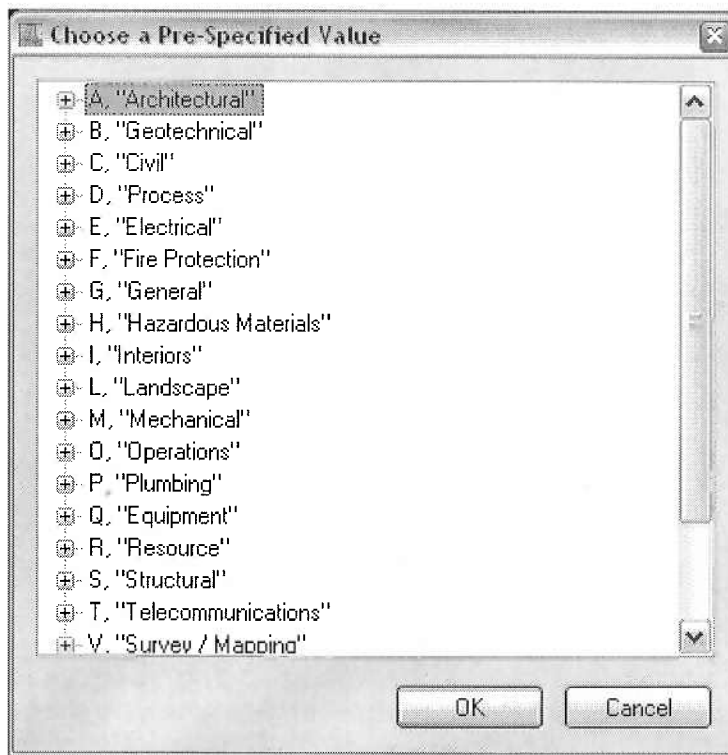 Choose a Pre-Specified Value
A, "Architectural"
B, "Geotechnical"
C, "Civil"
D, "Process"
E, "Electrical"
F, "Fire Protection"
G, "General"
H, "Hazardous Materials"
I, "Interiors"
L, "Landscape"
M, "Mechanical"
O, "Operations"
P, "Plumbing"
Q, "Equipment"
R, "Resource"
S, "Structural"
T, "Telecommunications"
V, "Survey / Mapping"
OK Cancel